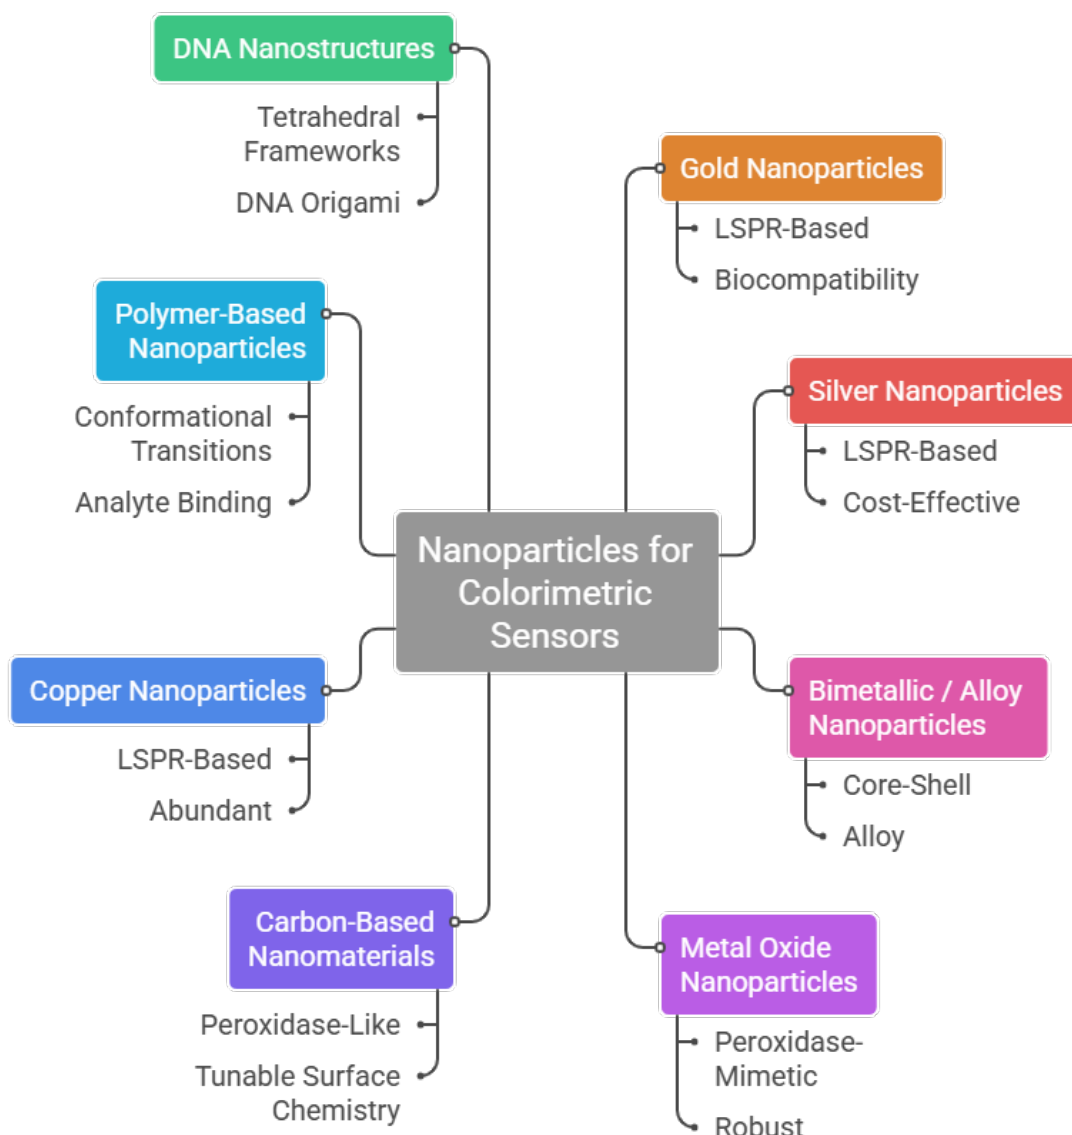 DNA Nanostructures
Tetrahedral
Frameworks
DNA Origami
Polymer-Based
Nanoparticles
Conformational
Transitions
Analyte Binding
Copper Nanoparticles
LSPR-Based
Abundant
Carbon-Based
Nanomaterials
Peroxidase-Like
Tunable Surface
Chemistry
Nanoparticles for
Colorimetric
Sensors
Gold Nanoparticles
LSPR-Based
Biocompatibility
Silver Nanoparticles
LSPR-Based
Cost-Effective
Bimetallic / Alloy
Nanoparticles
Core-Shell
Alloy
Metal Oxide
Nanoparticles
Peroxidase-
Mimetic
Robust